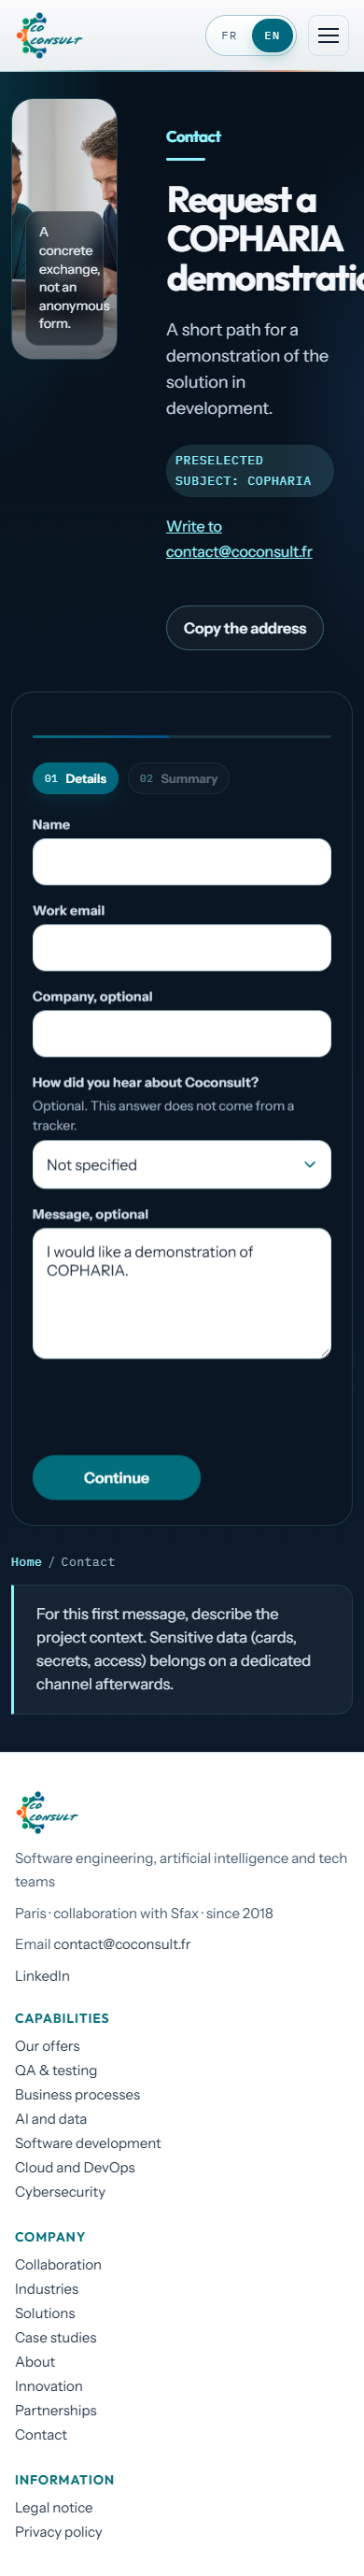 CO
CONSULT
FR
EN
A
concrete
exchange,
not an
anonymous
form.
Contact
Request a
COPHARIA
demonstratio
A short path for a
demonstration of the
solution in
development.
PRESELECTED
SUBJECT: COPHARIA
Write to
contact@coconsult.fr
Copy the address
01 Details
02 Summary
Name
Work email
Company, optional
How did you hear about Coconsult?
Optional. This answer does not come from a
tracker.
Not specified
Message, optional
I would like a demonstration of
COPHARIA.
Continue
Home / Contact
For this first message, describe the
project context. Sensitive data (cards,
secrets, access) belongs on a dedicated
channel afterwards.
CO
CONSULT
Software engineering, artificial intelligence and tech
teams
Paris · collaboration with Sfax · since 2018
Email contact@coconsult.fr
LinkedIn
CAPABILITIES
Our offers
QA & testing
Business processes
AI and data
Software development
Cloud and DevOps
Cybersecurity
COMPANY
Collaboration
Industries
Solutions
Case studies
About
Innovation
Partnerships
Contact
INFORMATION
Legal notice
Privacy policy